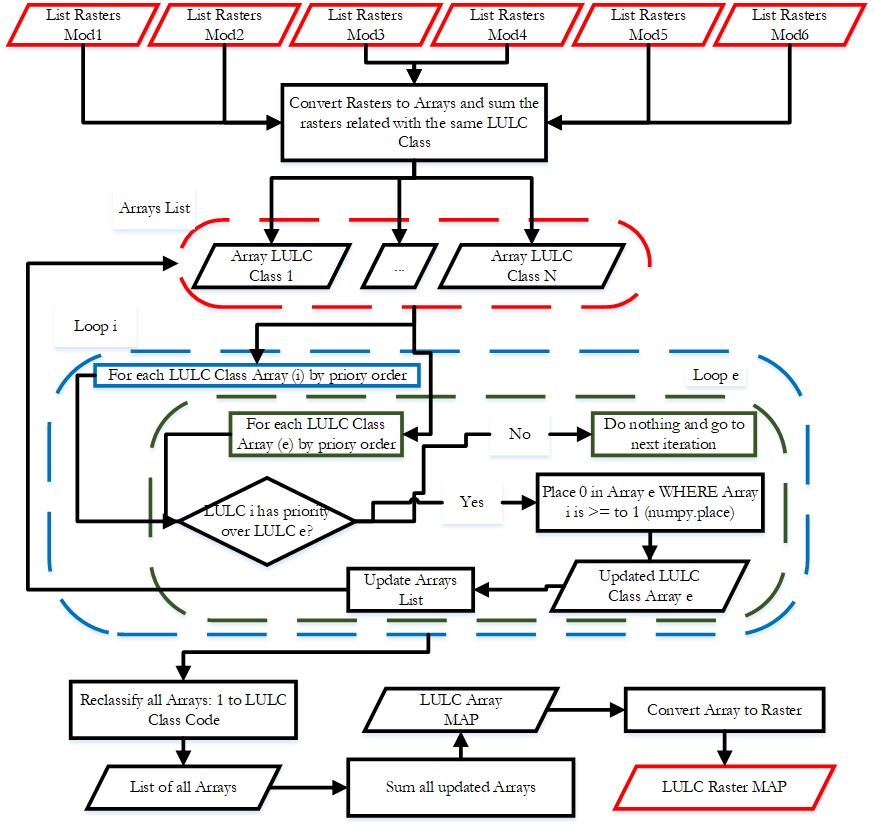 List Rasters
Mod1
List Rasters
Mod2
List Rasters
Mod3
List Rasters
Mod4
List Rasters
Mod5
List Rasters
Mod6
Convert Rasters to Arrays and sum the
rasters related with the same LULC
Class
Arrays List
Array LULC
Class 1
...
Array LULC
Class N
Loop i
For each LULC Class Array (i) by priory order
Loop e
For each LULC Class
Array (e) by priory order
No
Do nothing and go to
next iteration
LULC i has priority
over LULC e?
Yes
Place 0 in Array e WHERE Array
i is >= to 1 (numpy.place)
Update Arrays
List
Updated LULC
Class Array e
Reclassify all Arrays: 1 to LULC
Class Code
LULC Array
MAP
Convert Array to Raster
List of all Arrays
Sum all updated Arrays
LULC Raster MAP